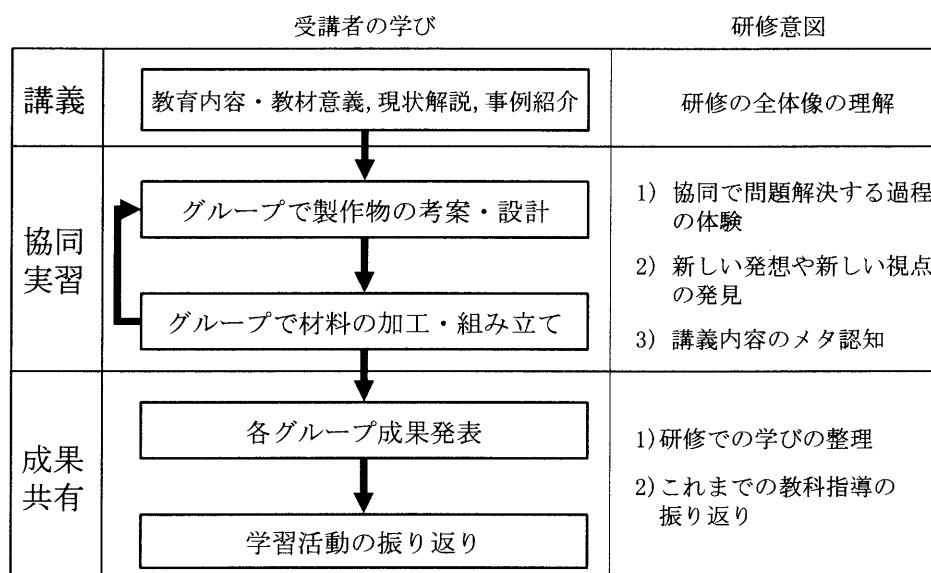 受講者の学び
研修意図
講義
教育内容・教材意義,現状解説,事例紹介
研修の全体像の理解
協同
実習
グループで製作物の考案・設計
グループで材料の加工・組み立て
1) 協同で問題解決する過程
の体験
2) 新しい発想や新しい視点
の発見
3) 講義内容のメタ認知
成果
共有
各グループ成果発表
学習活動の振り返り
1)研修での学びの整理
2)これまでの教科指導の
振り返り